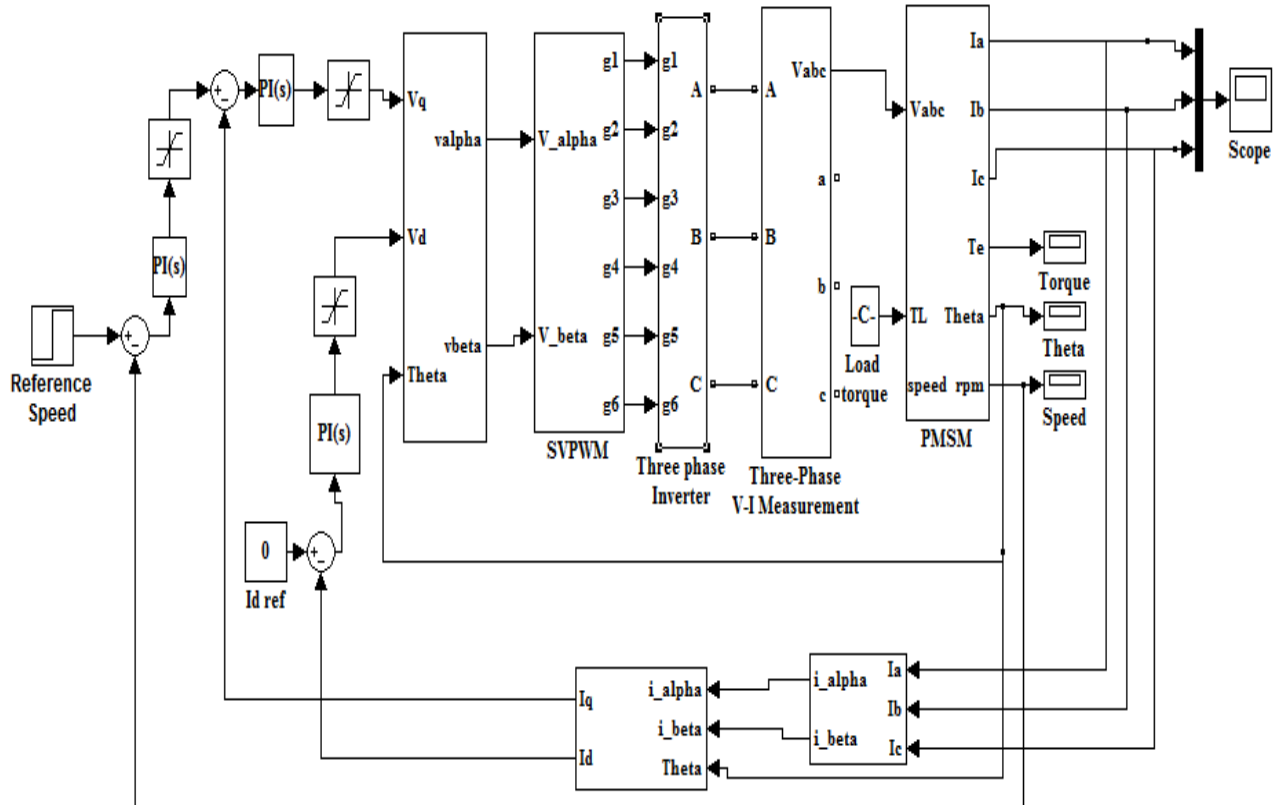 Reference
Speed
PI(s)
PI(s)
0
Id ref
PI(s)
Vq
Vd
Theta
valpha
vbeta
V_alpha
V_beta
g1
g2
g3
g4
g5
g6
SVPWM
g1
g2
g3
g4
g5
g6
A
B
C
Three phase
Inverter
A
B
C
Vabc
a
b
c
Three-Phase
V-I Measurement
-C-
Load
torque
Vabc
TL
Ia
Ib
Ic
Te
Theta
speed rpm
PMSM
Scope
Torque
Theta
Speed
Iq
Id
i_alpha
i_beta
Theta
i_alpha
i_beta
Ia
Ib
Ic